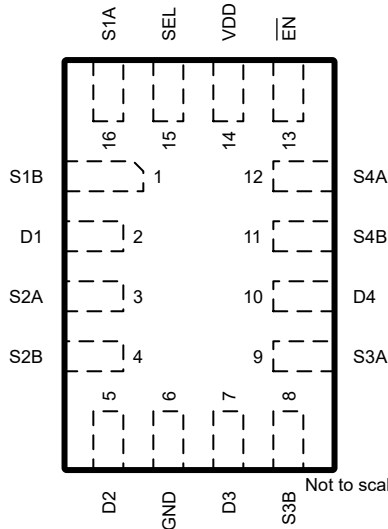 S1A SEL VDD EN
16 15 14 13
S1B 1 12 S4A
D1 2 11 S4B
S2A 3 10 D4
S2B 4 9 S3A
5 6 7 8
D2 GND D3 S3B
Not to scal